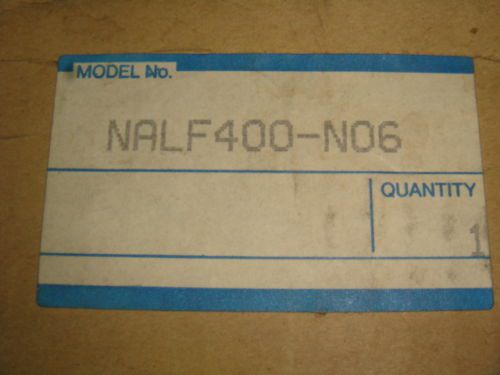 MODEL No.
NALF400-N06
QUANTITY
1